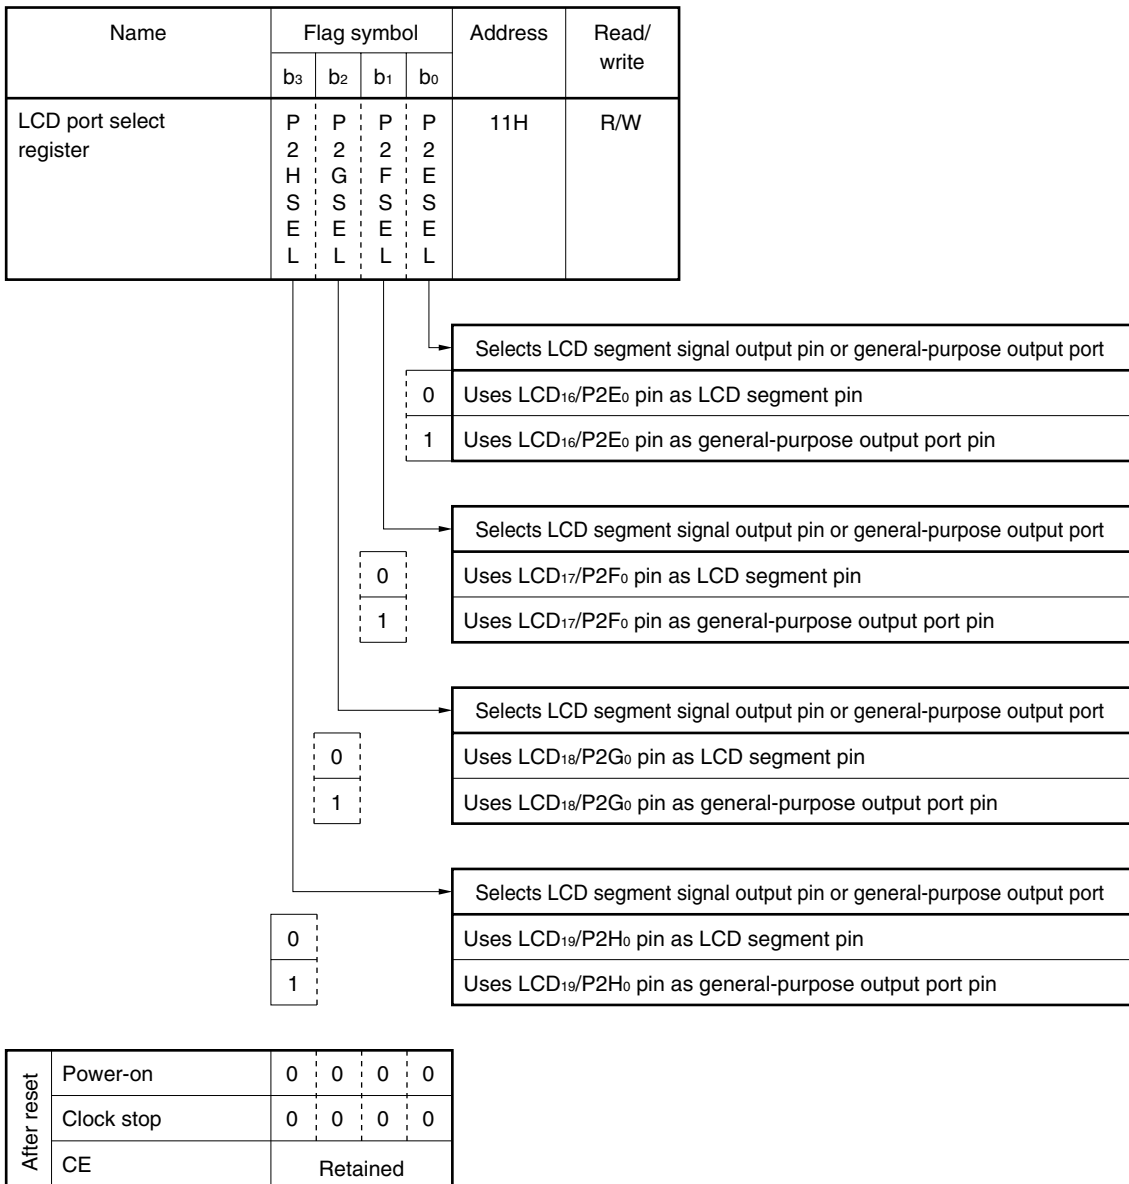 Name Flag symbol Address Read/
write
b₃ b₂ b₁ b₀
LCD port select
register
P2HSEL P2GSEL P2FSEL P2ESEL 11H R/W
Selects LCD segment signal output pin or general-purpose output port
0 Uses LCD₁₆/P2E₀ pin as LCD segment pin
1 Uses LCD₁₆/P2E₀ pin as general-purpose output port pin
Selects LCD segment signal output pin or general-purpose output port
0 Uses LCD₁₇/P2F₀ pin as LCD segment pin
1 Uses LCD₁₇/P2F₀ pin as general-purpose output port pin
Selects LCD segment signal output pin or general-purpose output port
0 Uses LCD₁₈/P2G₀ pin as LCD segment pin
1 Uses LCD₁₈/P2G₀ pin as general-purpose output port pin
Selects LCD segment signal output pin or general-purpose output port
0 Uses LCD₁₉/P2H₀ pin as LCD segment pin
1 Uses LCD₁₉/P2H₀ pin as general-purpose output port pin
After reset
Power-on 0 0 0 0
Clock stop 0 0 0 0
CE Retained